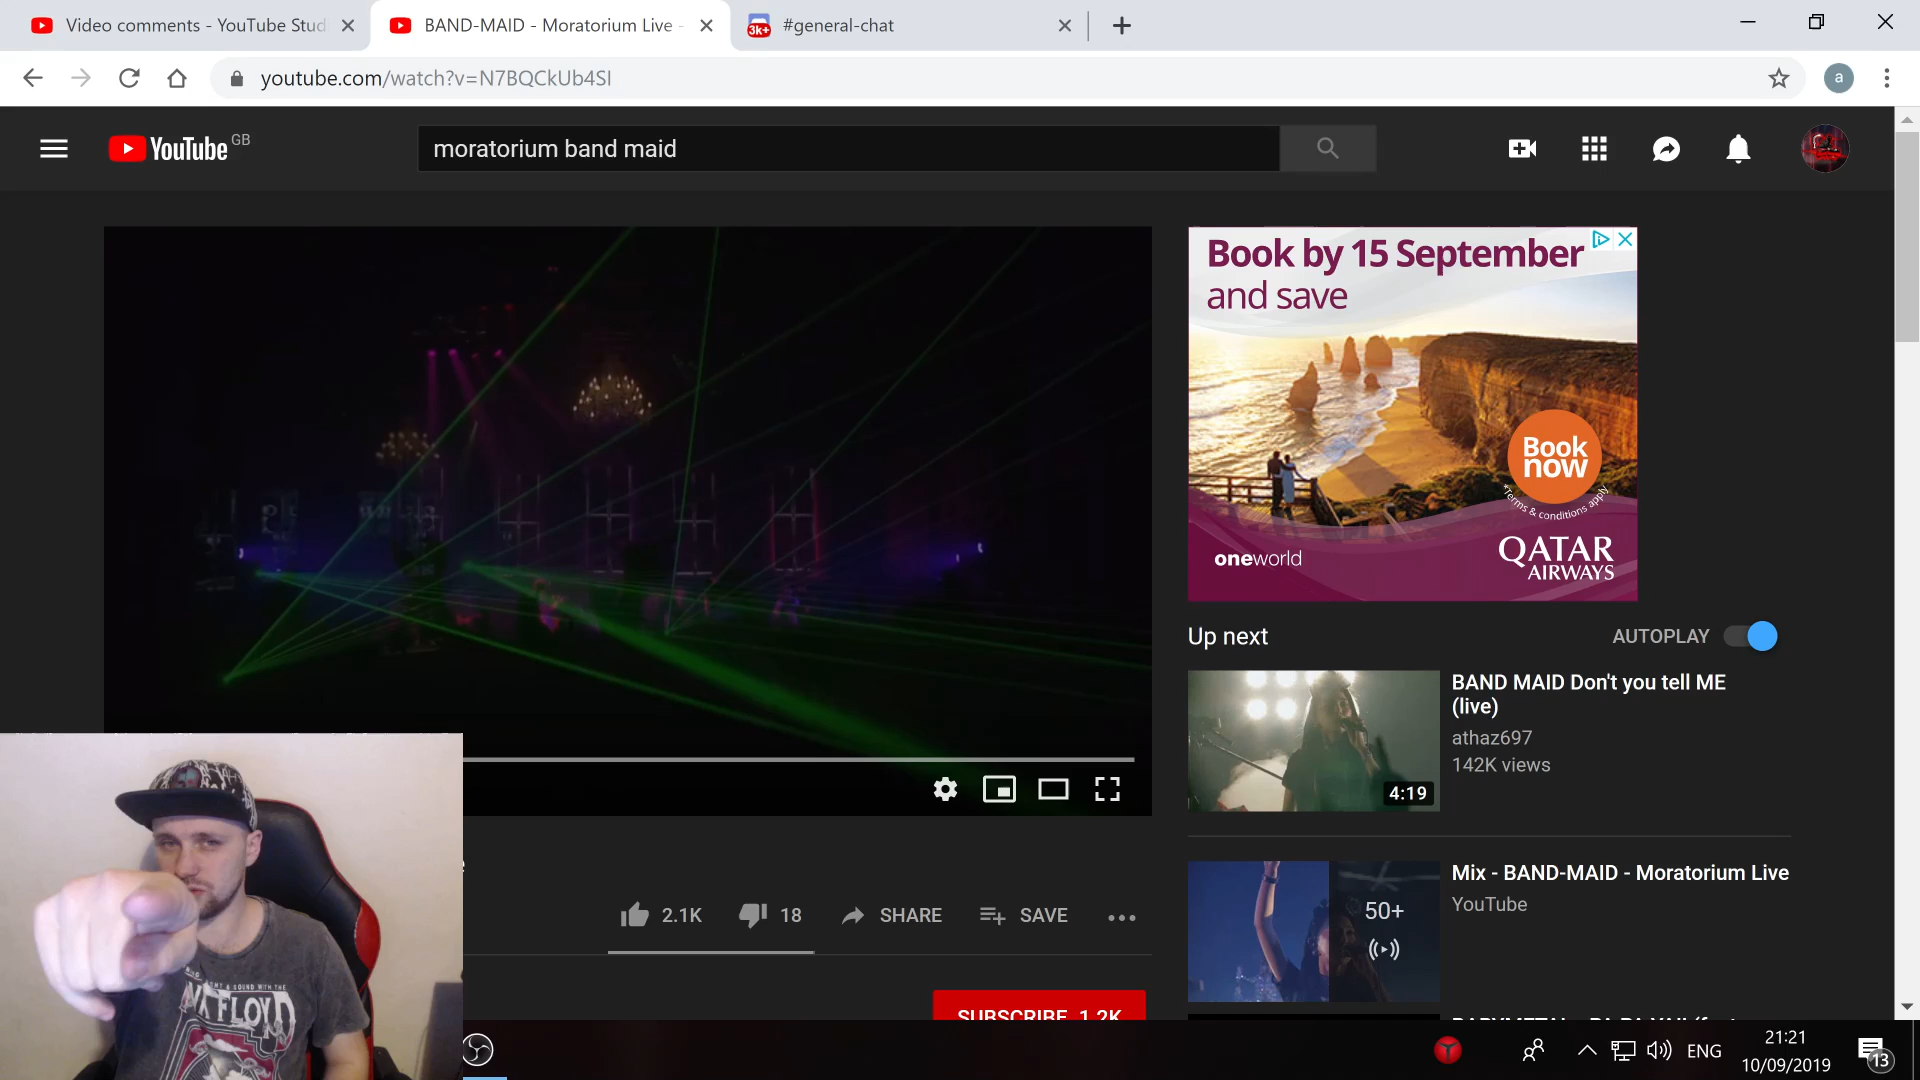 Video comments - YouTube Stud
BAND-MAID - Moratorium Live -
3k+
#general-chat
youtube.com/watch?v=N7BQCkUb4SI
a
YouTube GB
moratorium band maid
Book by 15 September
and save
Book now
*Terms & conditions apply
oneworld
QATAR
AIRWAYS
Up next
AUTOPLAY
BAND MAID Don't you tell ME
(live)
athaz697
142K views
4:19
Mix - BAND-MAID - Moratorium Live
YouTube
50+
2.1K
18
SHARE
SAVE
SUBSCRIBE 1.2K
FLOYD
ENG
21:21
10/09/2019
13